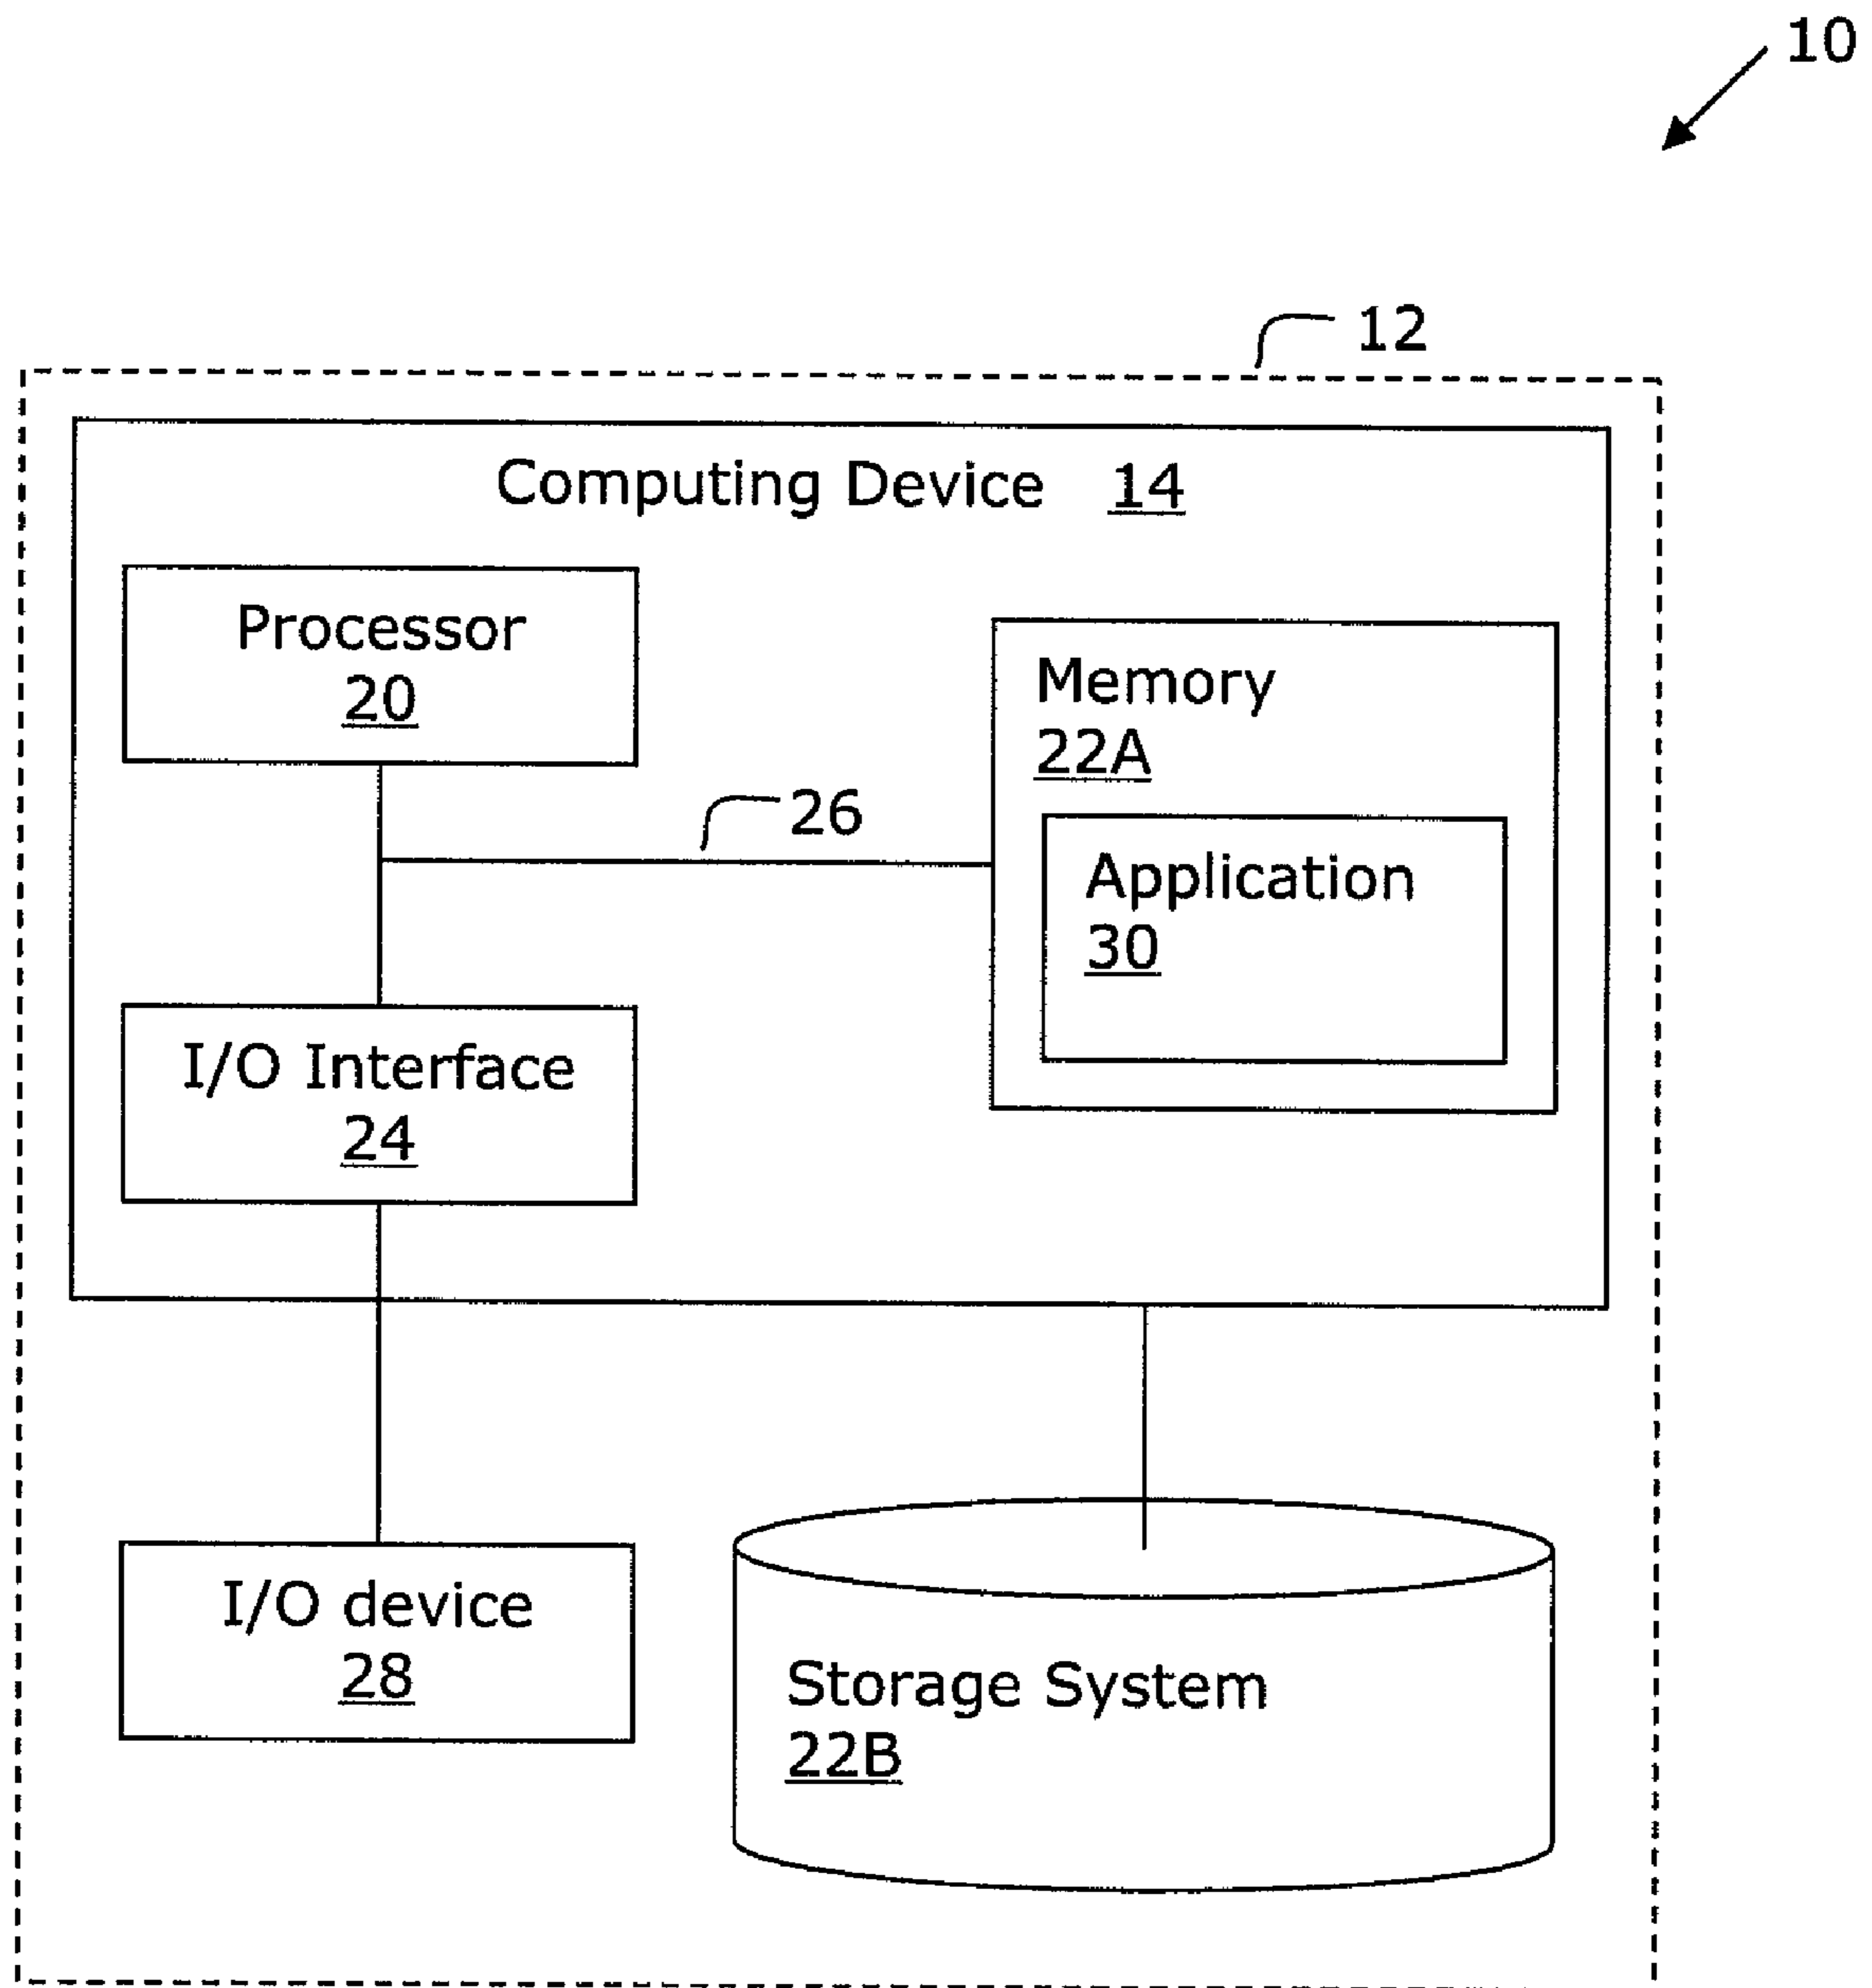 10
12
Computing Device 14
Processor
20
Memory
22A
26
Application
30
I/O Interface
24
I/O device
28
Storage System
22B